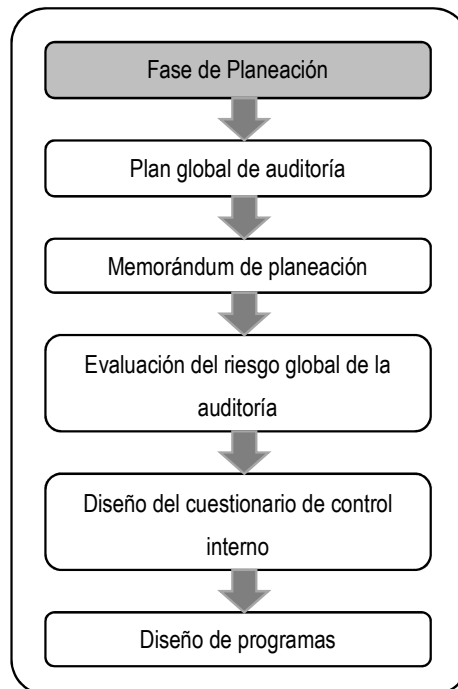 Fase de Planeación
Plan global de auditoría
Memorándum de planeación
Evaluación del riesgo global de la
auditoría
Diseño del cuestionario de control
interno
Diseño de programas